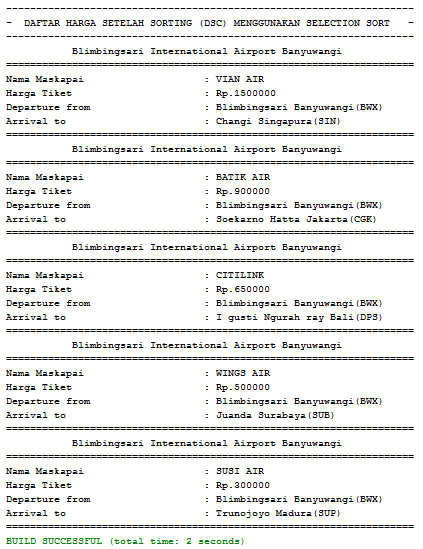 ----------------------------------------------------------------------
-  DAFTAR HARGA SETELAH SORTING (DSC) MENGGUNAKAN SELECTION SORT   -
----------------------------------------------------------------------
Blimbingsari International Airport Banyuwangi
====================================================================
Nama Maskapai : VIAN AIR
Harga Tiket : Rp.1500000
Departure from : Blimbingsari Banyuwangi(BWX)
Arrival to : Changi Singapura(SIN)
====================================================================
Blimbingsari International Airport Banyuwangi
====================================================================
Nama Maskapai : BATIK AIR
Harga Tiket : Rp.900000
Departure from : Blimbingsari Banyuwangi(BWX)
Arrival to : Soekarno Hatta Jakarta(CGK)
====================================================================
Blimbingsari International Airport Banyuwangi
====================================================================
Nama Maskapai : CITILINK
Harga Tiket : Rp.650000
Departure from : Blimbingsari Banyuwangi(BWX)
Arrival to : I gusti Ngurah ray Bali(DPS)
====================================================================
Blimbingsari International Airport Banyuwangi
====================================================================
Nama Maskapai : WINGS AIR
Harga Tiket : Rp.500000
Departure from : Blimbingsari Banyuwangi(BWX)
Arrival to : Juanda Surabaya(SUB)
====================================================================
Blimbingsari International Airport Banyuwangi
====================================================================
Nama Maskapai : SUSI AIR
Harga Tiket : Rp.300000
Departure from : Blimbingsari Banyuwangi(BWX)
Arrival to : Trunojoyo Madura(SUP)
====================================================================
BUILD SUCCESSFUL (total time: 2 seconds)